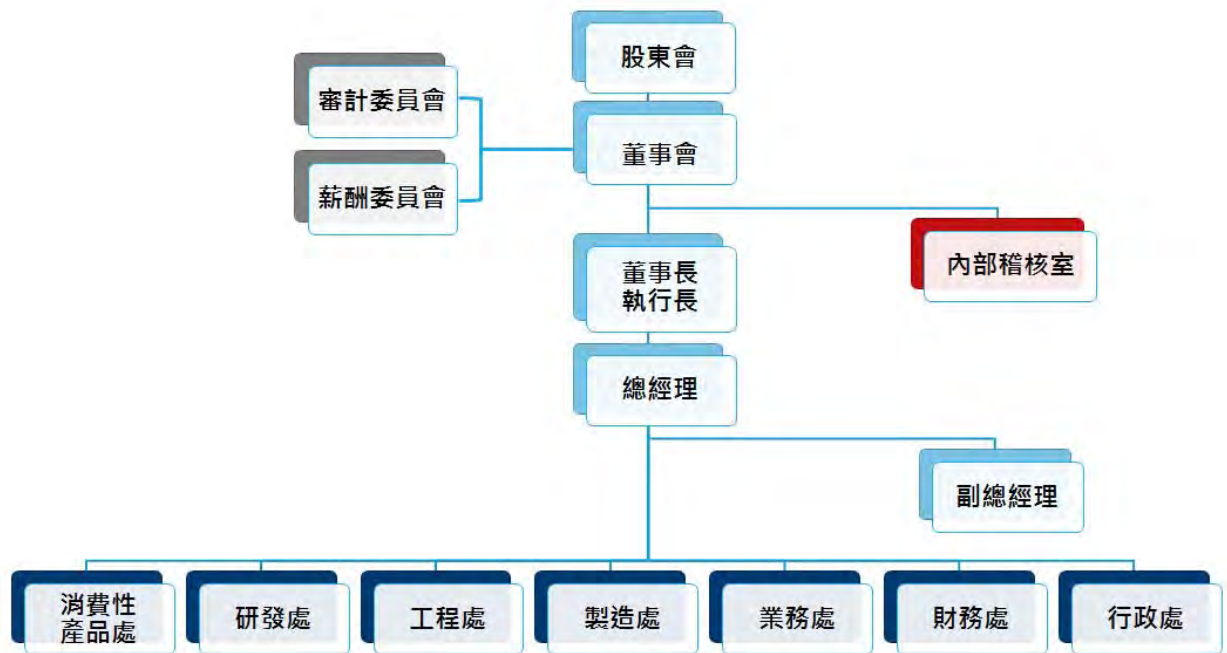 股東會
審計委員會
董事會
薪酬委員會
董事長
執行長
內部稽核室
總經理
副總經理
消費性
產品處
研發處
工程處
製造處
業務處
財務處
行政處